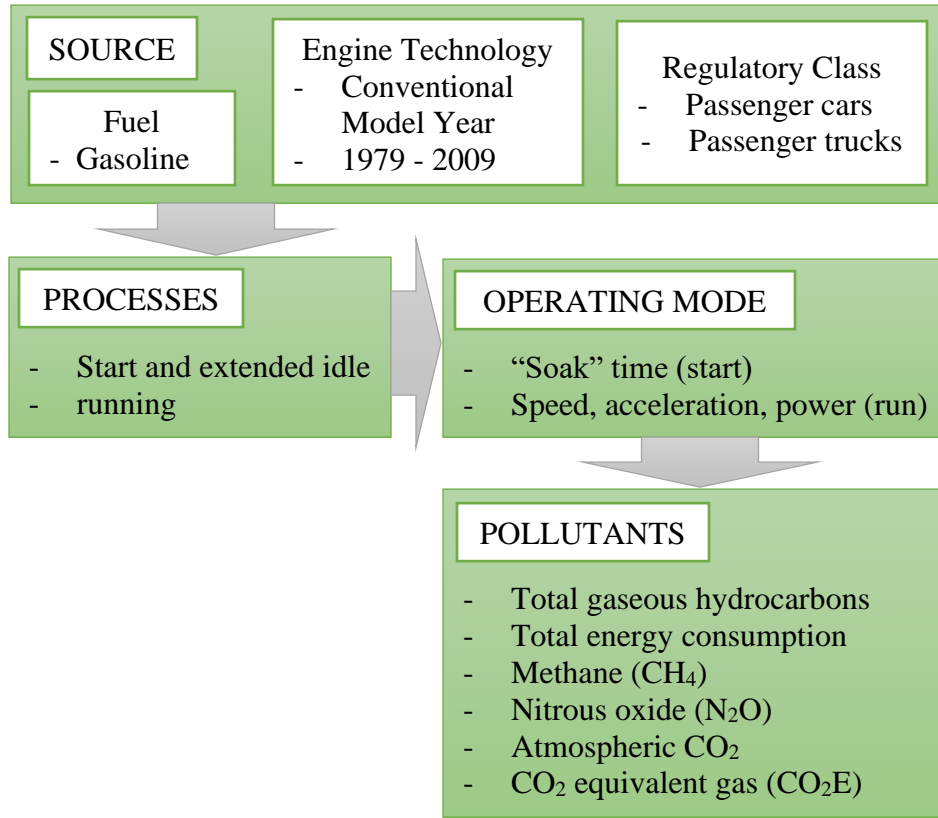 SOURCE
Fuel
- Gasoline
Engine Technology
- Conventional
Model Year
- 1979 - 2009
Regulatory Class
- Passenger cars
- Passenger trucks
PROCESSES
- Start and extended idle
- running
OPERATING MODE
- “Soak” time (start)
- Speed, acceleration, power (run)
POLLUTANTS
- Total gaseous hydrocarbons
- Total energy consumption
- Methane (CH₄)
- Nitrous oxide (N₂O)
- Atmospheric CO₂
- CO₂ equivalent gas (CO₂E)